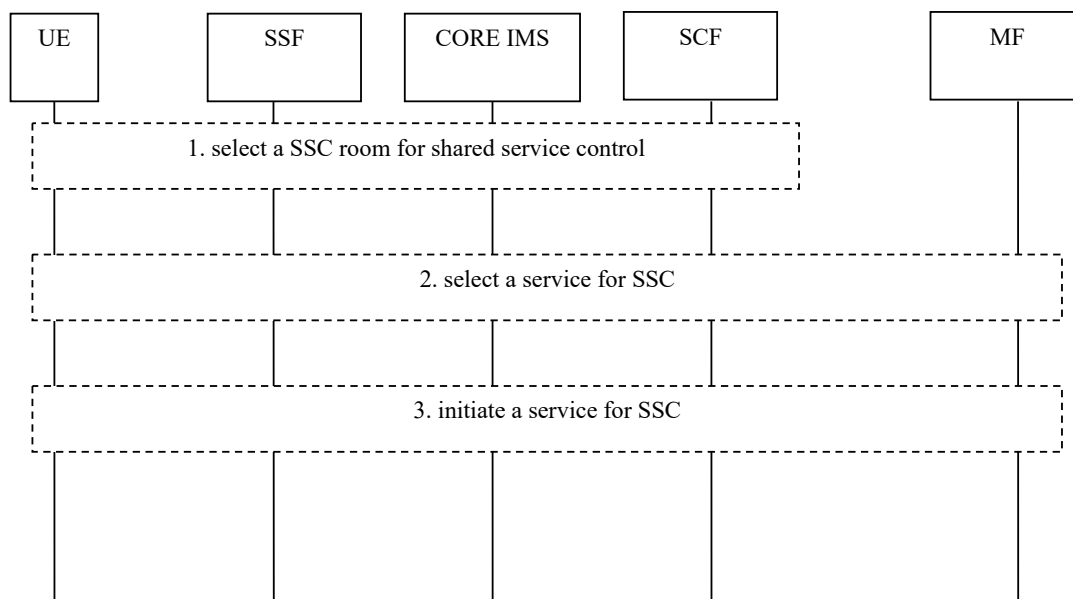 UE
SSF
CORE IMS
SCF
MF
1. select a SSC room for shared service control
2. select a service for SSC
3. initiate a service for SSC